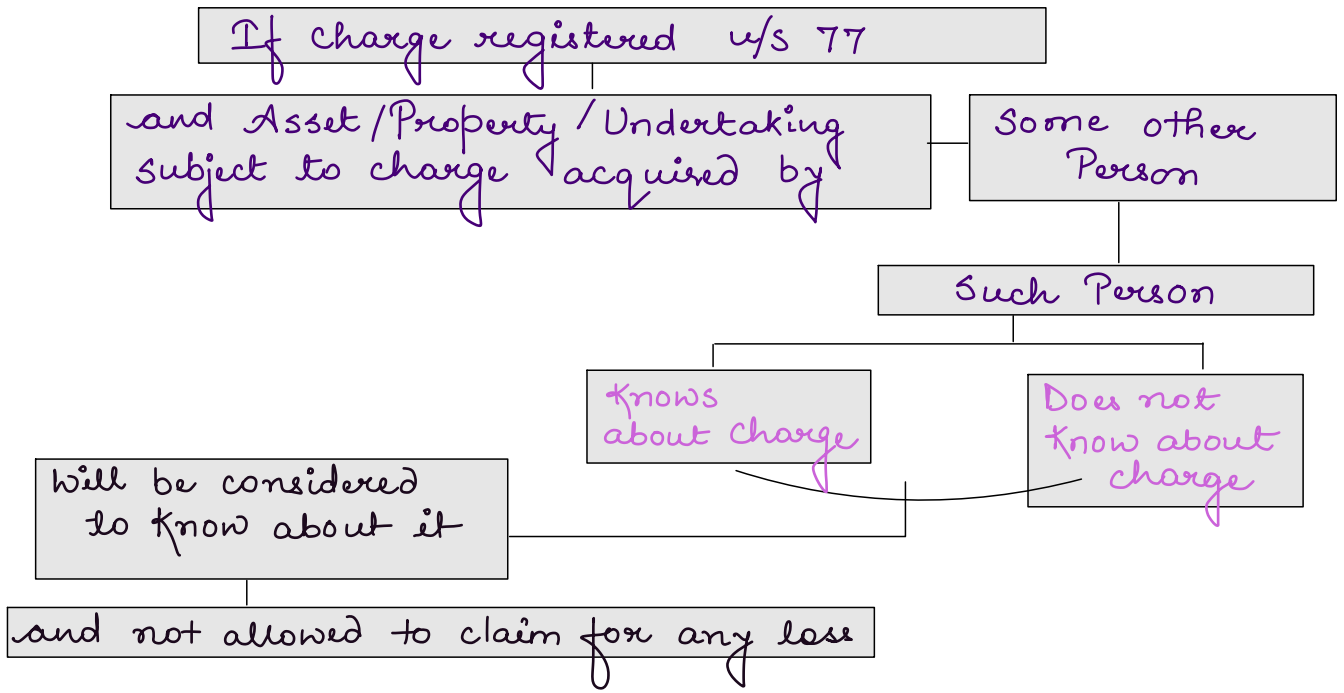 If charge registered u/s 77
and Asset/Property/Undertaking
subject to charge acquired by
Some other
Person
Such Person
Knows
about charge
Does not
Know about
charge
Will be considered
to Know about it
and not allowed to claim for any loss